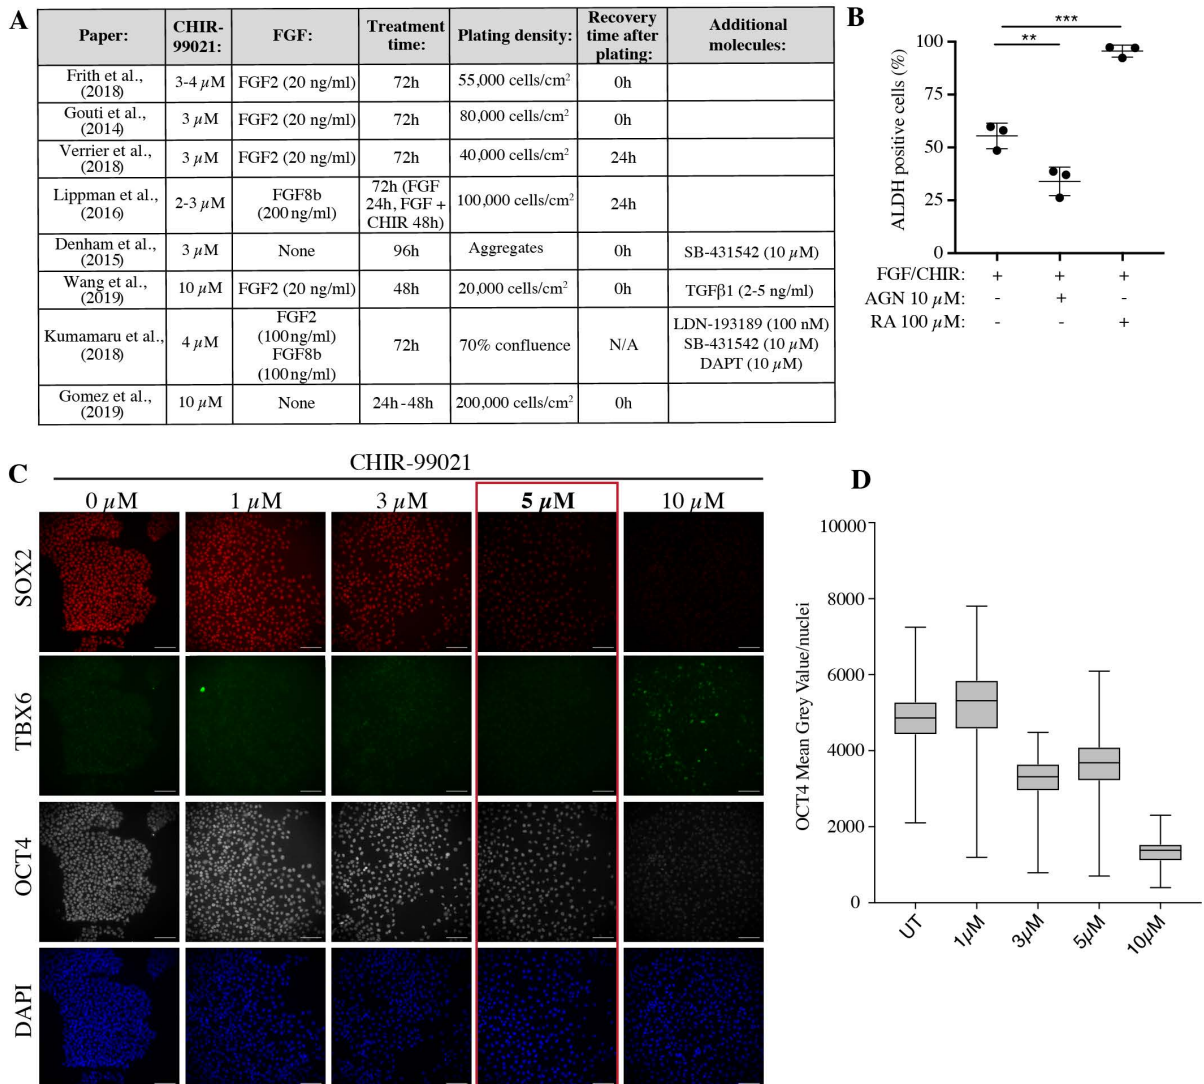 A
Paper: CHIR-99021: FGF: Treatment time: Plating density: Recovery time after plating: Additional molecules:
Frith et al., (2018) 3-4 µM FGF2 (20 ng/ml) 72h 55,000 cells/cm² 0h
Gouti et al., (2014) 3 µM FGF2 (20 ng/ml) 72h 80,000 cells/cm² 0h
Verrier et al., (2018) 3 µM FGF2 (20 ng/ml) 72h 40,000 cells/cm² 24h
Lippman et al., (2016) 2-3 µM FGF8b (200 ng/ml) 72h (FGF 24h, FGF + CHIR 48h) 100,000 cells/cm² 24h
Denham et al., (2015) 3 µM None 96h Aggregates 0h SB-431542 (10 µM)
Wang et al., (2019) 10 µM FGF2 (20 ng/ml) 48h 20,000 cells/cm² 0h TGFβ1 (2-5 ng/ml)
Kumamaru et al., (2018) 4 µM FGF2 (100 ng/ml) FGF8b (100 ng/ml) 72h 70% confluence N/A LDN-193189 (100 nM) SB-431542 (10 µM) DAPT (10 µM)
Gomez et al., (2019) 10 µM None 24h-48h 200,000 cells/cm² 0h
B
ALDH positive cells (%)
100
75
50
25
0
***
**
FGF/CHIR: + + +
AGN 10 µM: - + -
RA 100 µM: - - +
C
CHIR-99021
0 µM 1 µM 3 µM 5 µM 10 µM
SOX2
TBX6
OCT4
DAPI
D
OCT4 Mean Grey Value/nuclei
10000
8000
6000
4000
2000
0
UT 1µM 3µM 5µM 10µM